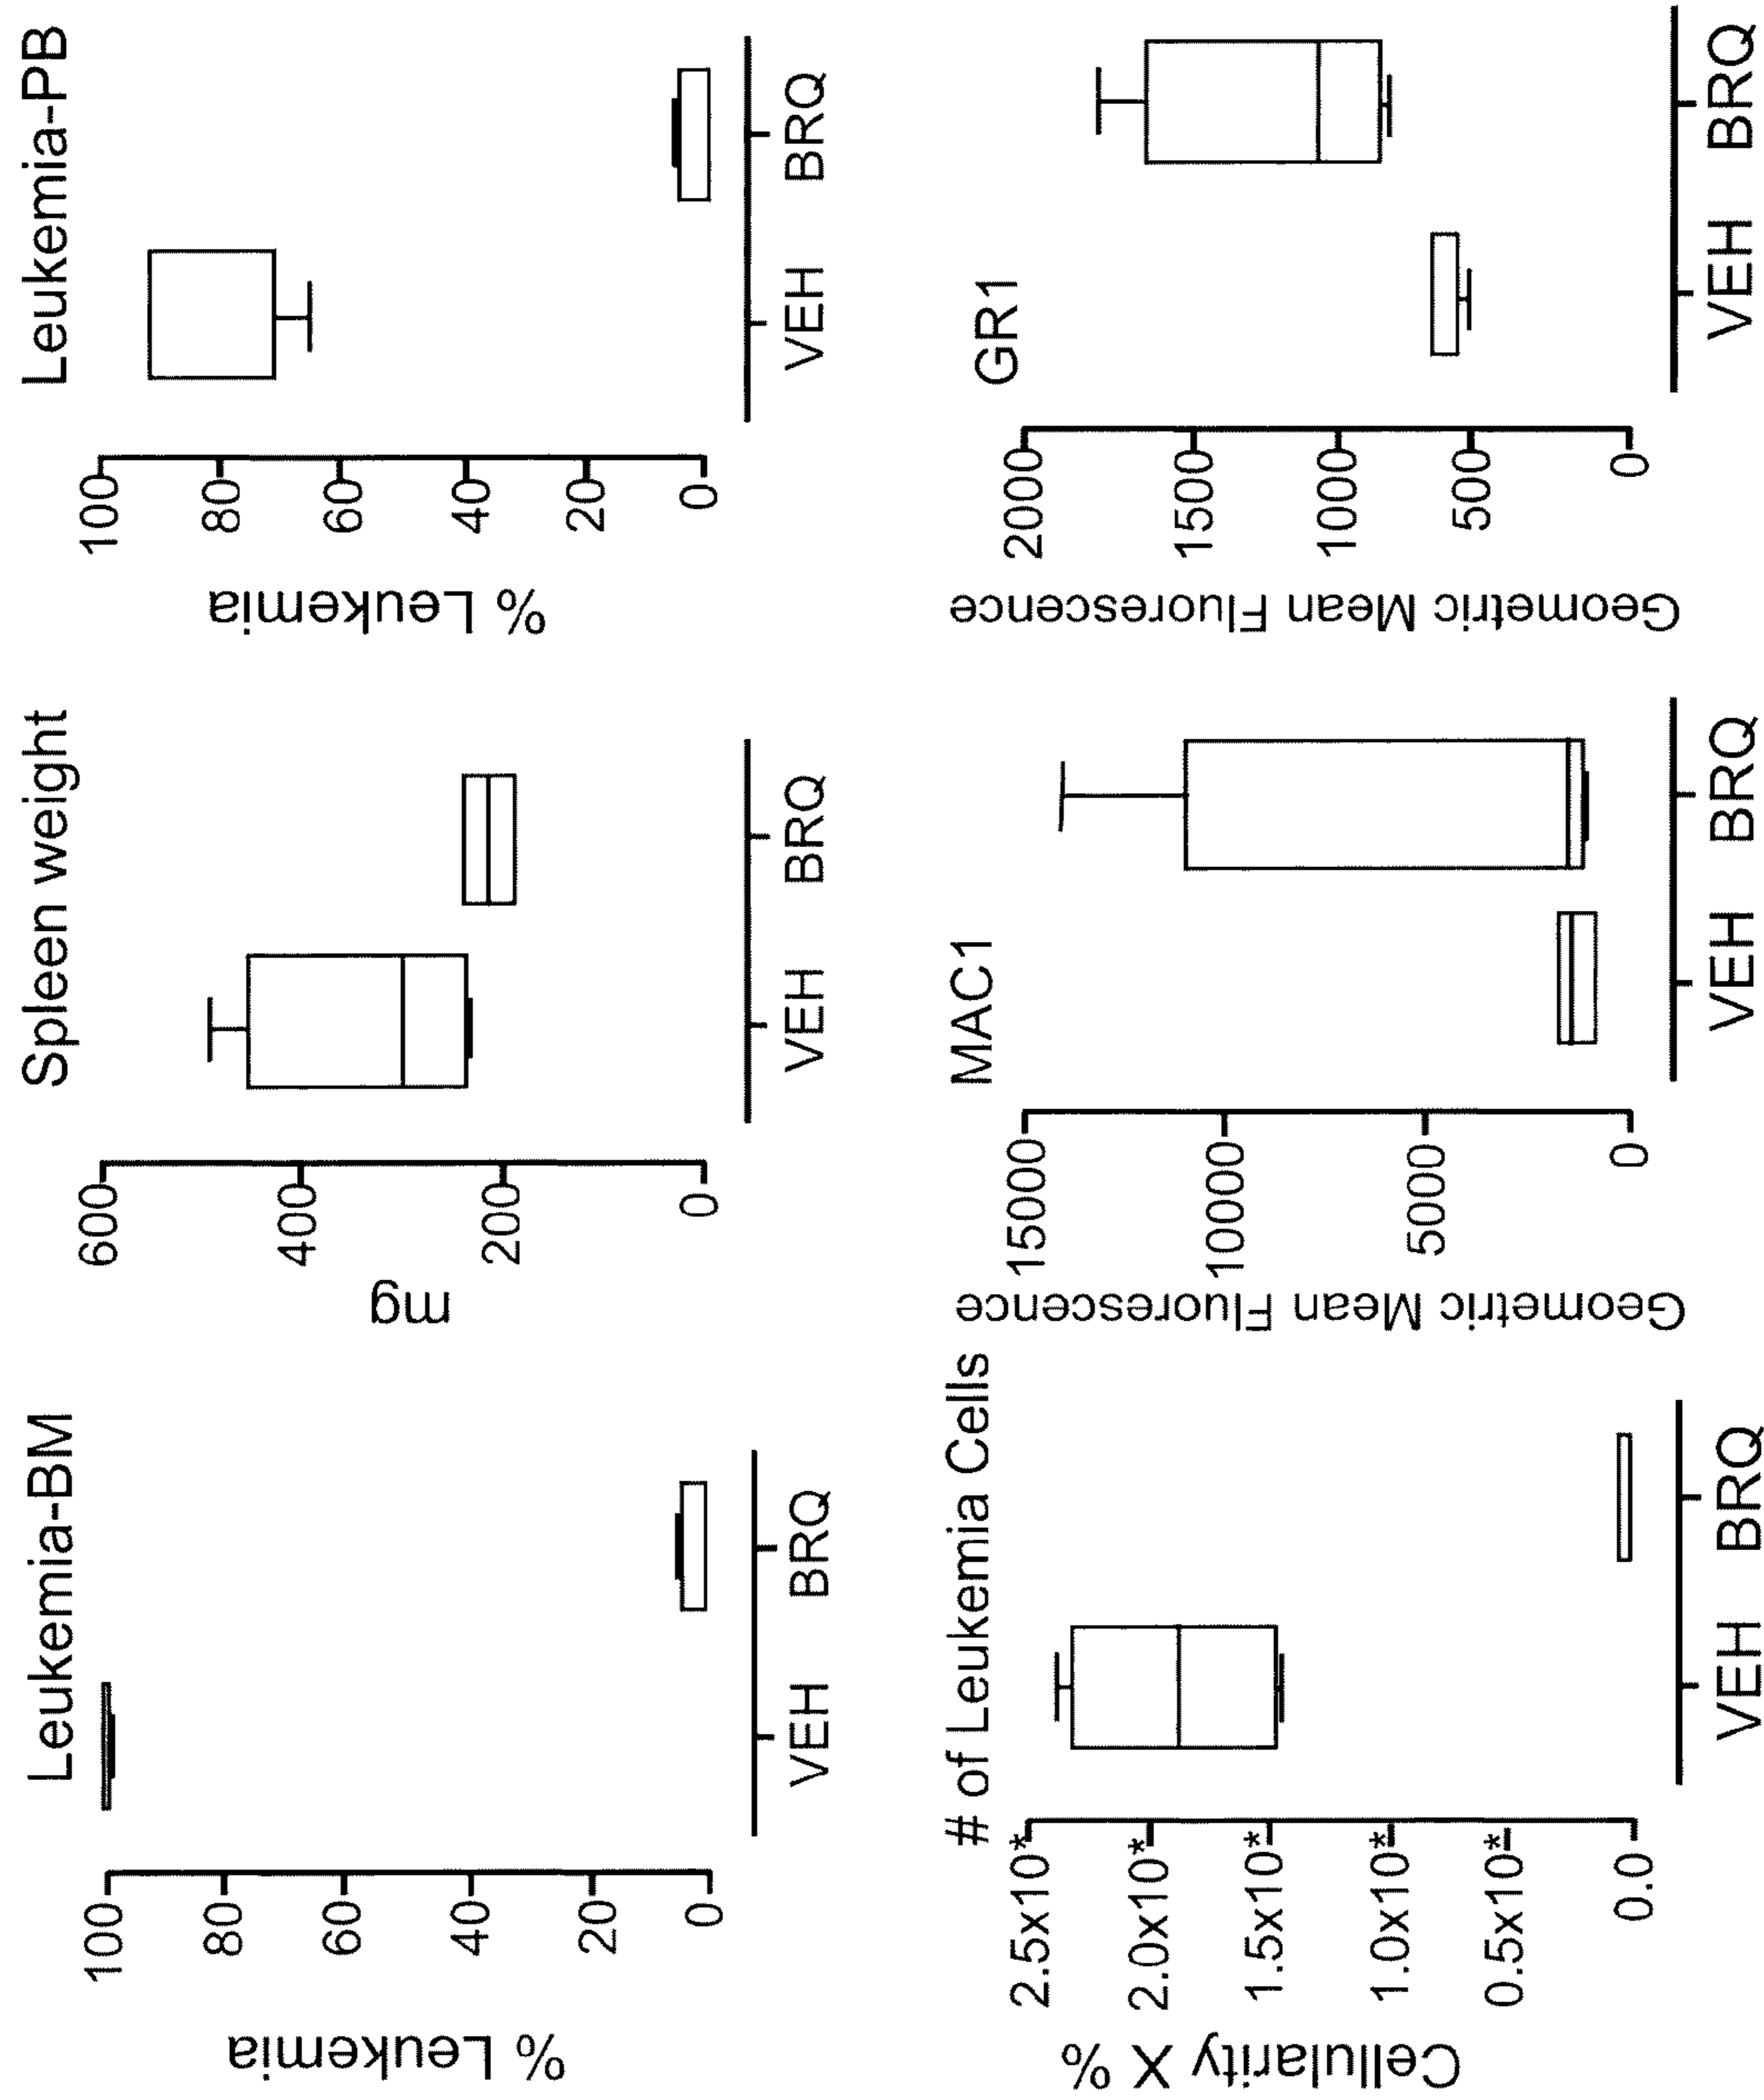 Leukemia-BM
% Leukemia
100
80
60
40
20
0
VEH BRQ
Spleen weight
mg
600
400
200
0
VEH BRQ
Leukemia-PB
% Leukemia
100
80
60
40
20
0
VEH BRQ
# of Leukemia Cells
Cellularity X %
2.5x10*
2.0x10*
1.5x10*
1.0x10*
0.5x10*
0.0
VEH BRQ
MAC1
Geometric Mean Fluorescence
15000
10000
5000
0
VEH BRQ
GR1
Geometric Mean Fluorescence
2000
1500
1000
500
0
VEH BRQ